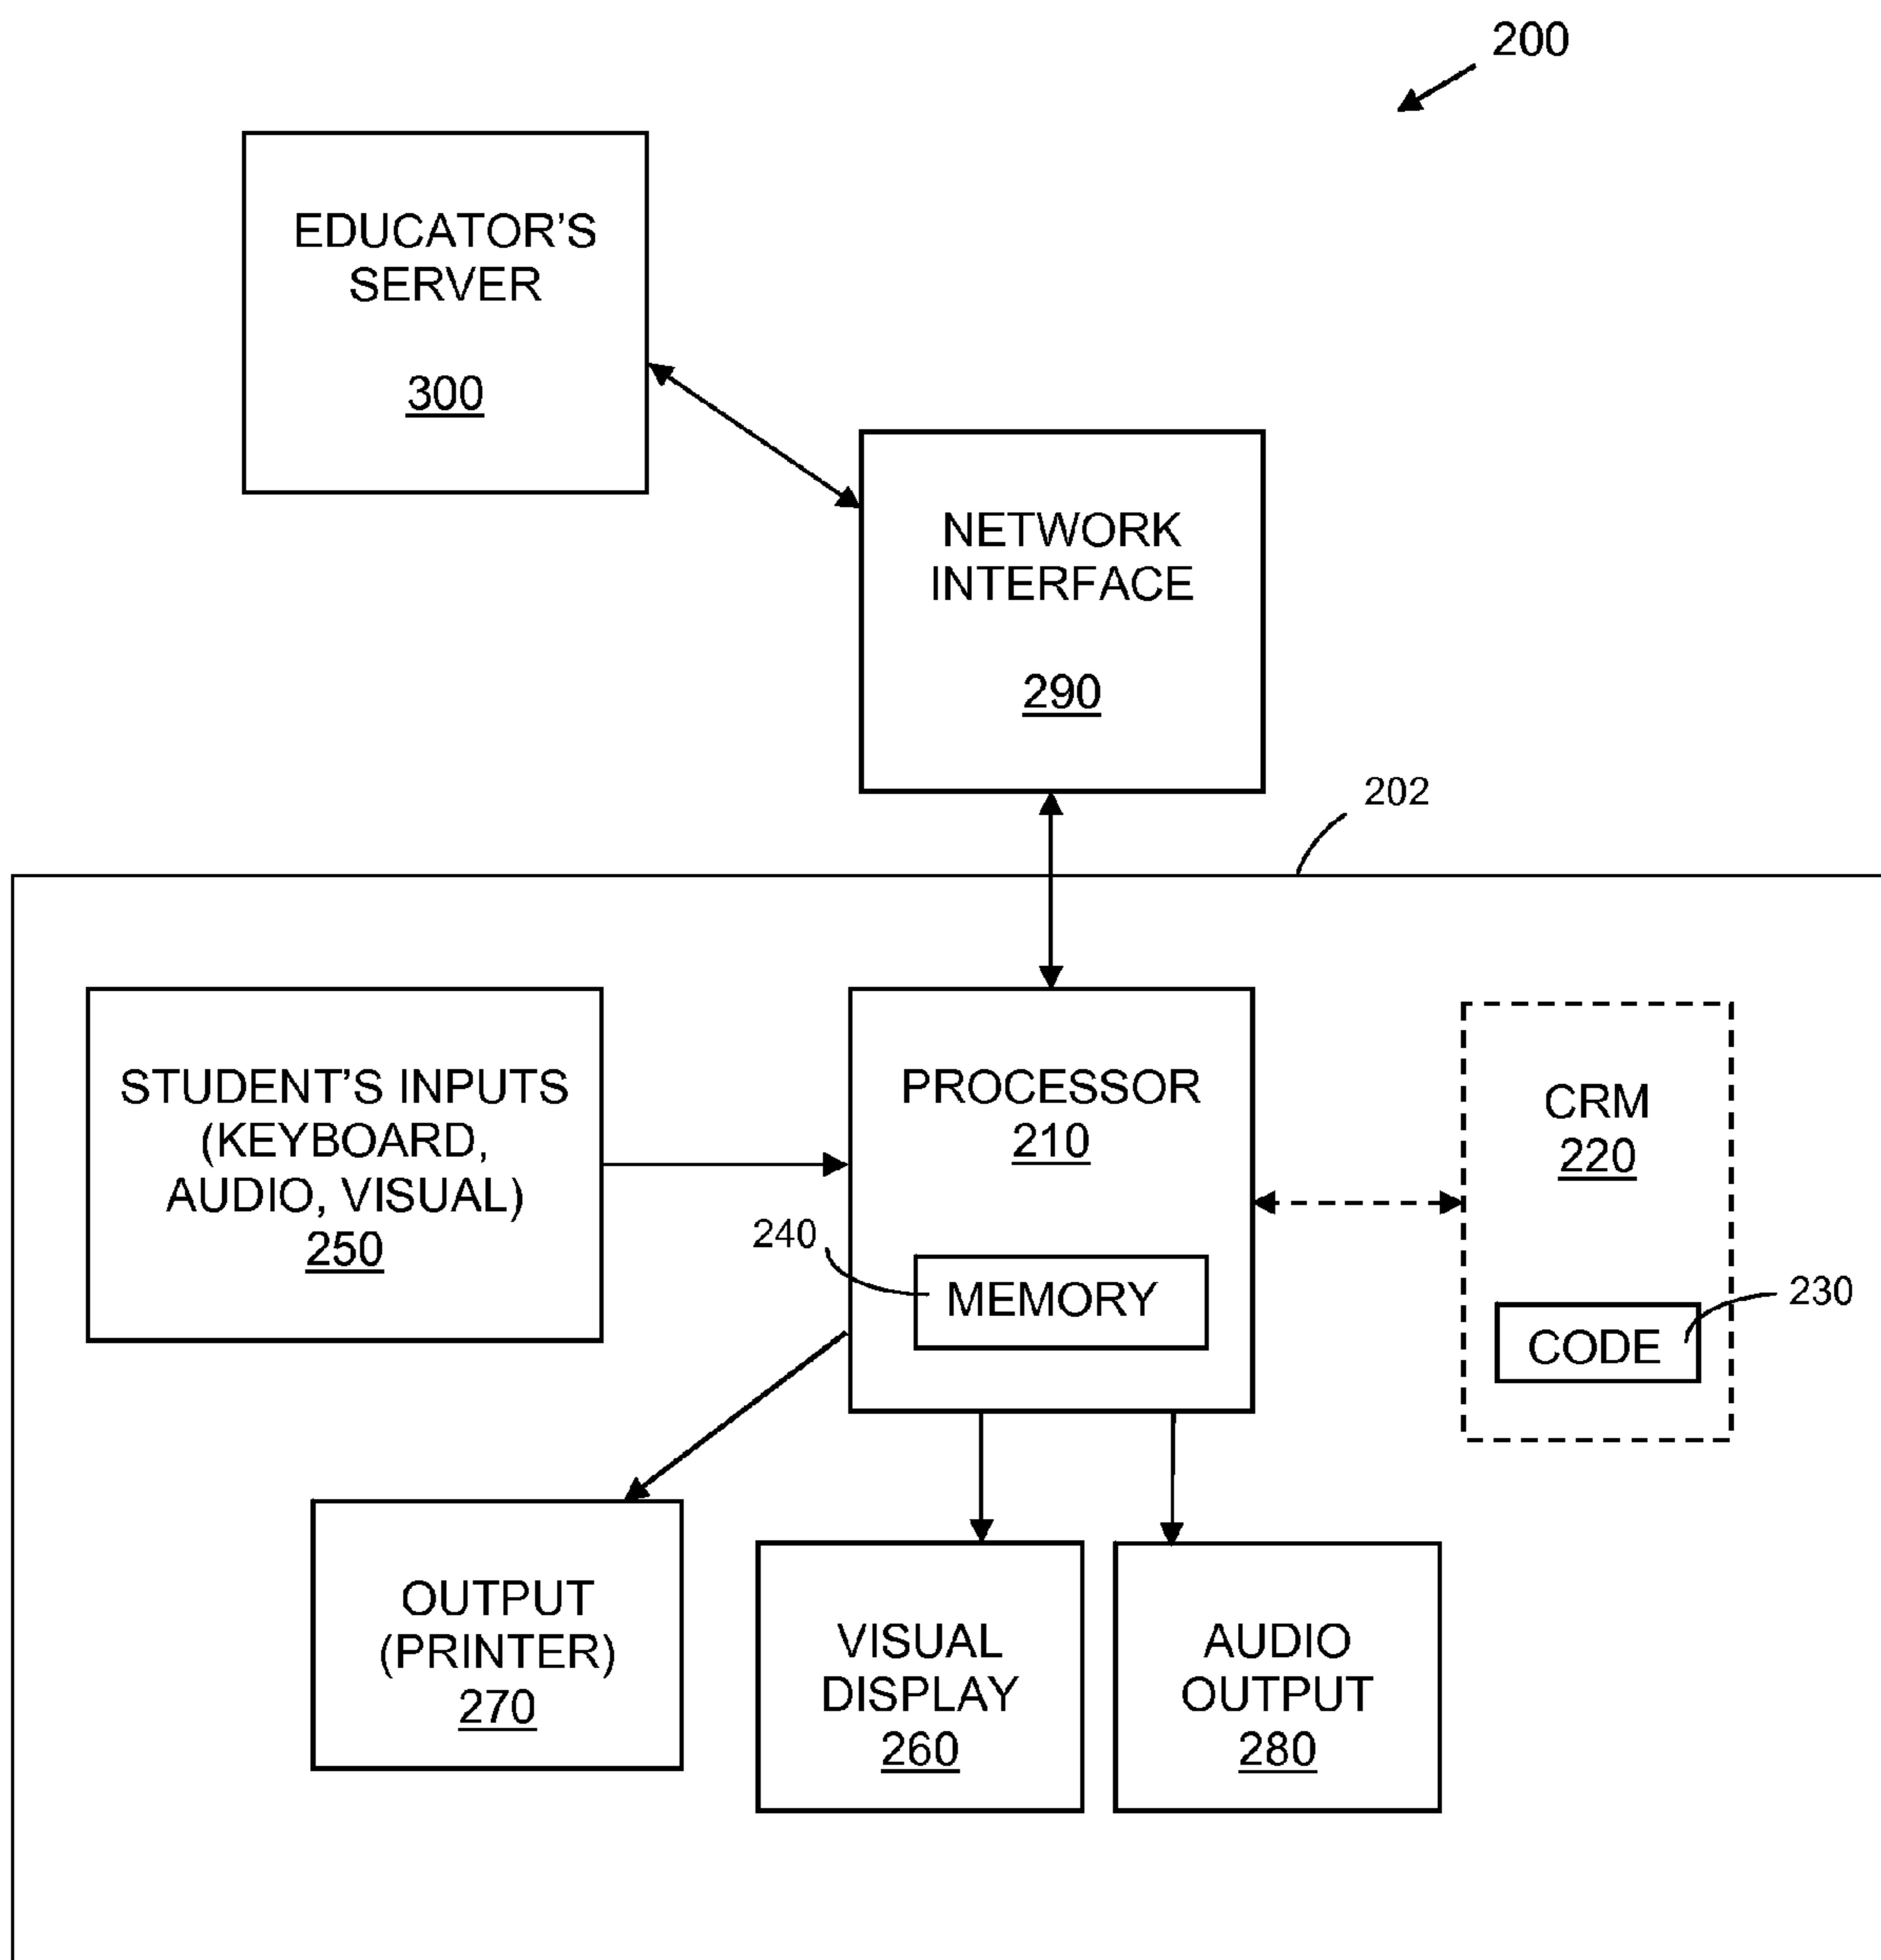 200
EDUCATOR'S
SERVER
300
NETWORK
INTERFACE
290
202
STUDENT'S INPUTS
(KEYBOARD,
AUDIO, VISUAL)
250
PROCESSOR
210
240
MEMORY
CRM
220
CODE
230
OUTPUT
(PRINTER)
270
VISUAL
DISPLAY
260
AUDIO
OUTPUT
280